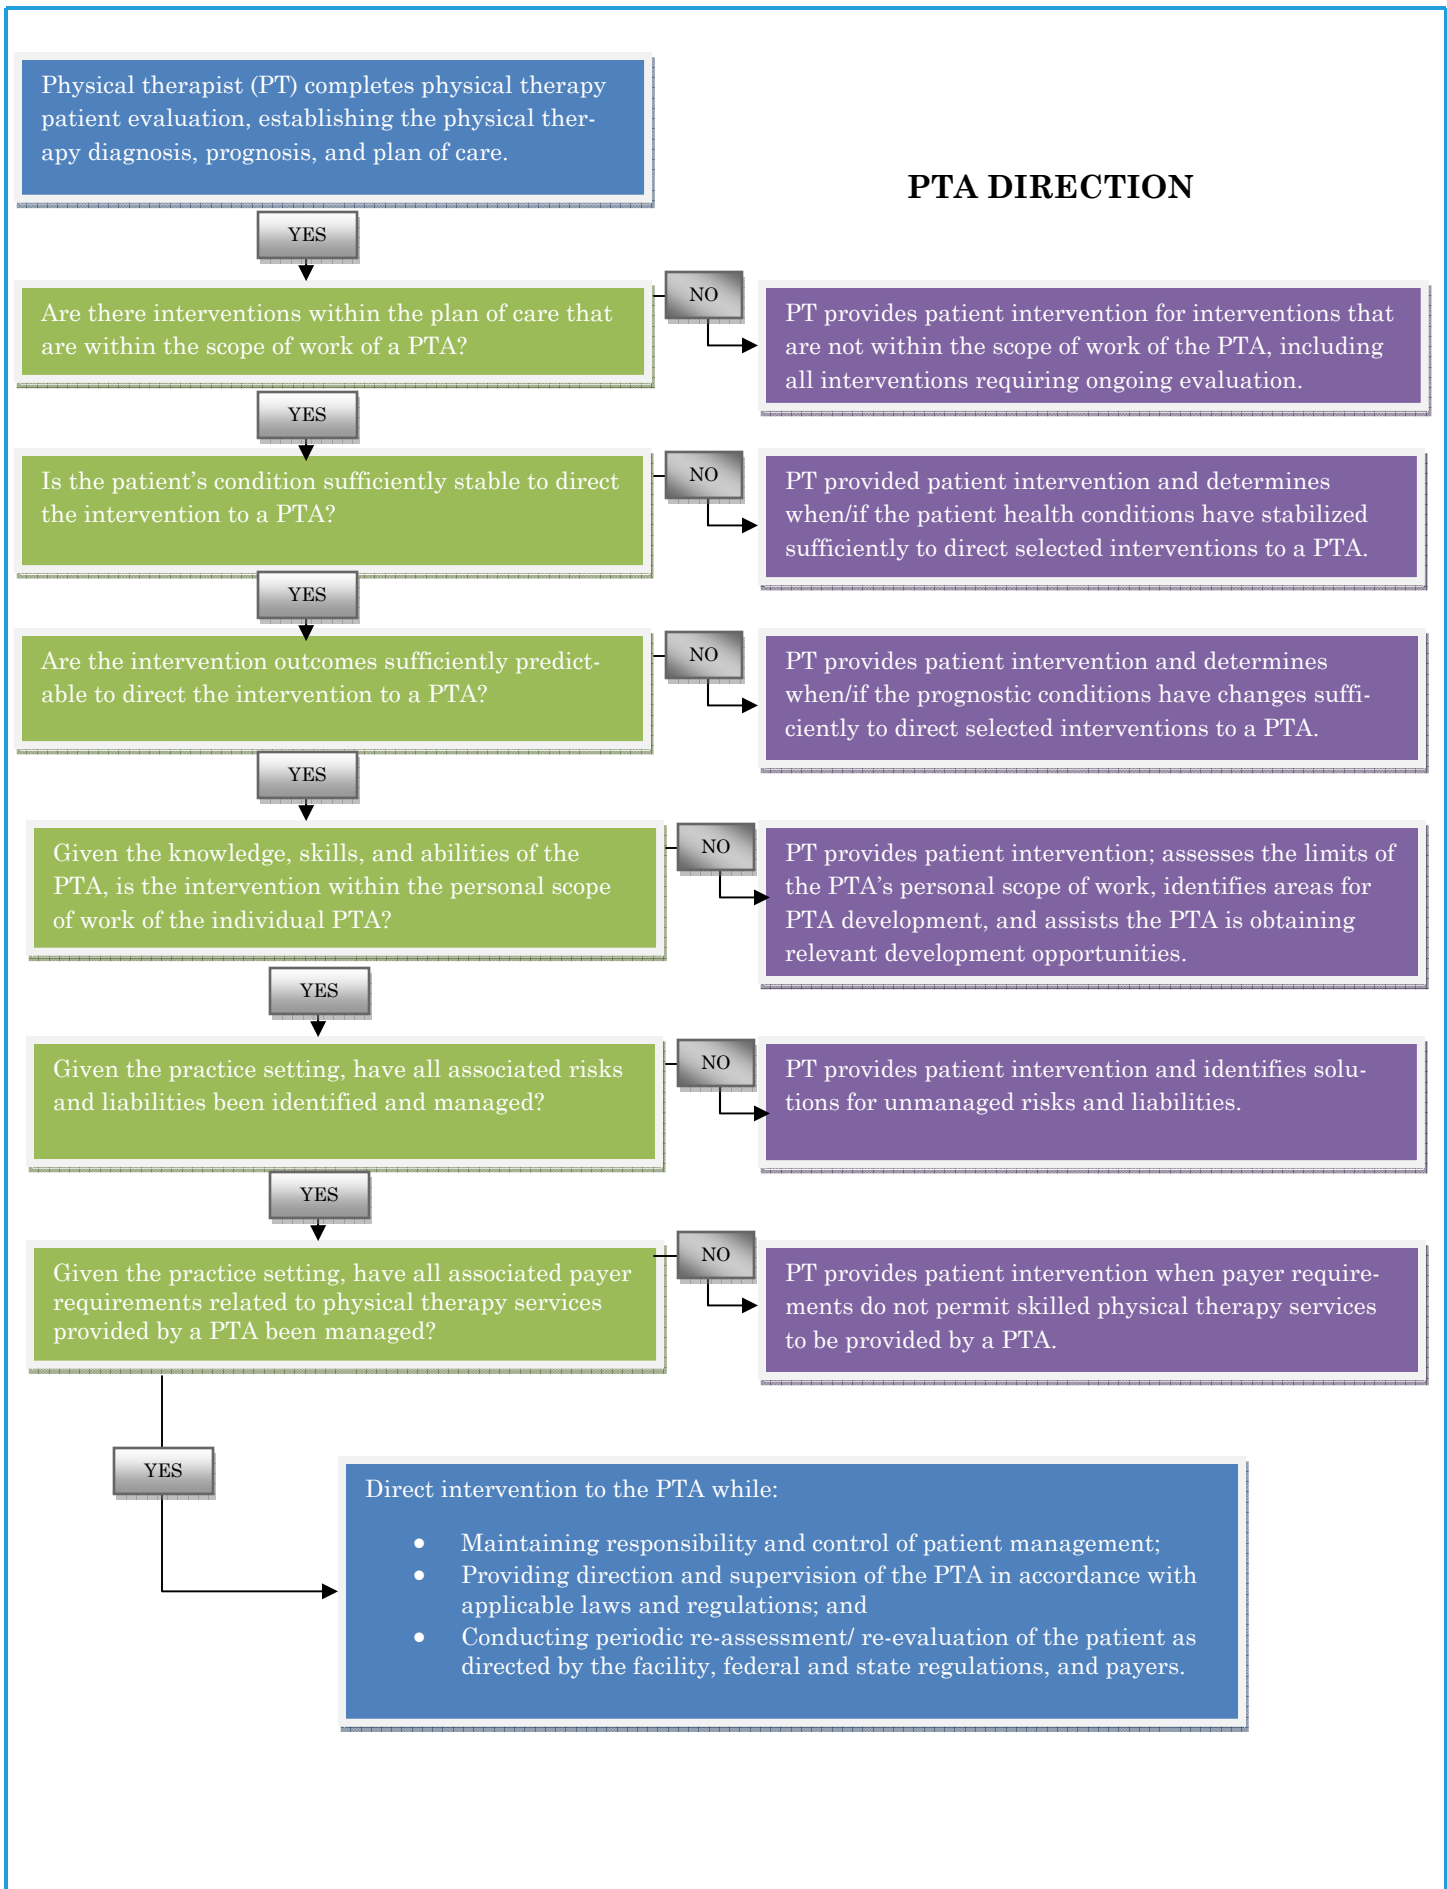 Physical therapist (PT) completes physical therapy
patient evaluation, establishing the physical ther-
apy diagnosis, prognosis, and plan of care.
PTA DIRECTION
YES
Are there interventions within the plan of care that
are within the scope of work of a PTA?
NO
PT provides patient intervention for interventions that
are not within the scope of work of the PTA, including
all interventions requiring ongoing evaluation.
YES
Is the patient's condition sufficiently stable to direct
the intervention to a PTA?
NO
PT provided patient intervention and determines
when/if the patient health conditions have stabilized
sufficiently to direct selected interventions to a PTA.
YES
Are the intervention outcomes sufficiently predict-
able to direct the intervention to a PTA?
NO
PT provides patient intervention and determines
when/if the prognostic conditions have changes suffi-
ciently to direct selected interventions to a PTA.
YES
Given the knowledge, skills, and abilities of the
PTA, is the intervention within the personal scope
of work of the individual PTA?
NO
PT provides patient intervention; assesses the limits of
the PTA's personal scope of work, identifies areas for
PTA development, and assists the PTA is obtaining
relevant development opportunities.
YES
Given the practice setting, have all associated risks
and liabilities been identified and managed?
NO
PT provides patient intervention and identifies solu-
tions for unmanaged risks and liabilities.
YES
Given the practice setting, have all associated payer
requirements related to physical therapy services
provided by a PTA been managed?
NO
PT provides patient intervention when payer require-
ments do not permit skilled physical therapy services
to be provided by a PTA.
YES
Direct intervention to the PTA while:
• Maintaining responsibility and control of patient management;
• Providing direction and supervision of the PTA in accordance with
applicable laws and regulations; and
• Conducting periodic re-assessment/ re-evaluation of the patient as
directed by the facility, federal and state regulations, and payers.